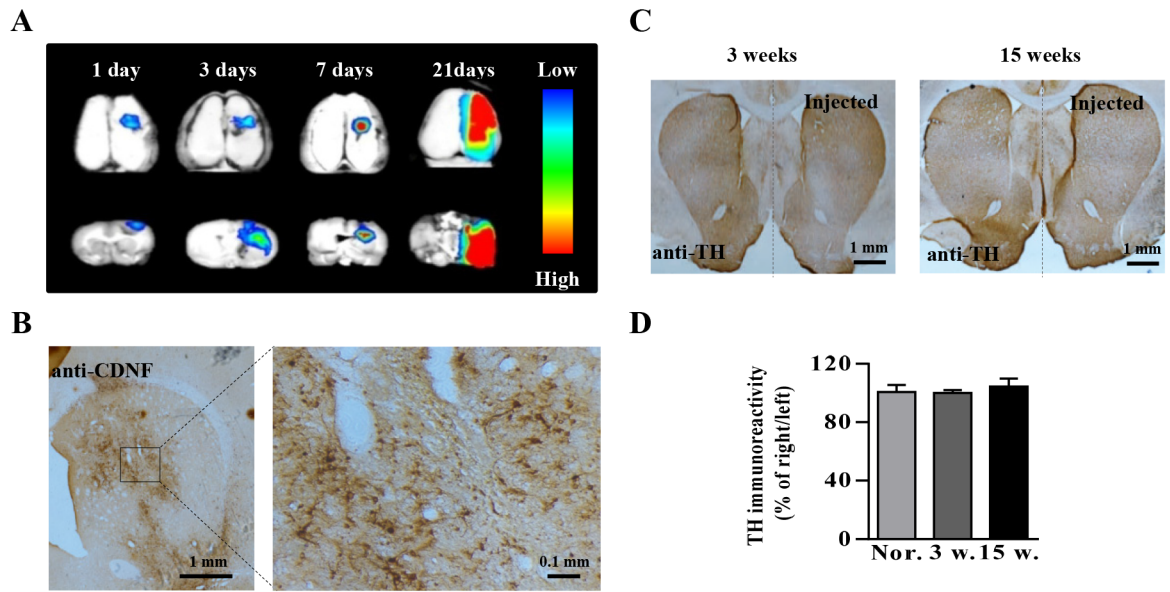 A
1 day
3 days
7 days
21days
Low
High
B
anti-CDNF
1 mm
0.1 mm
C
3 weeks
15 weeks
Injected
anti-TH
1 mm
Injected
anti-TH
1 mm
D
TH immunoreactivity
(% of right/left)
120
80
40
0
Nor. 3 w. 15 w.